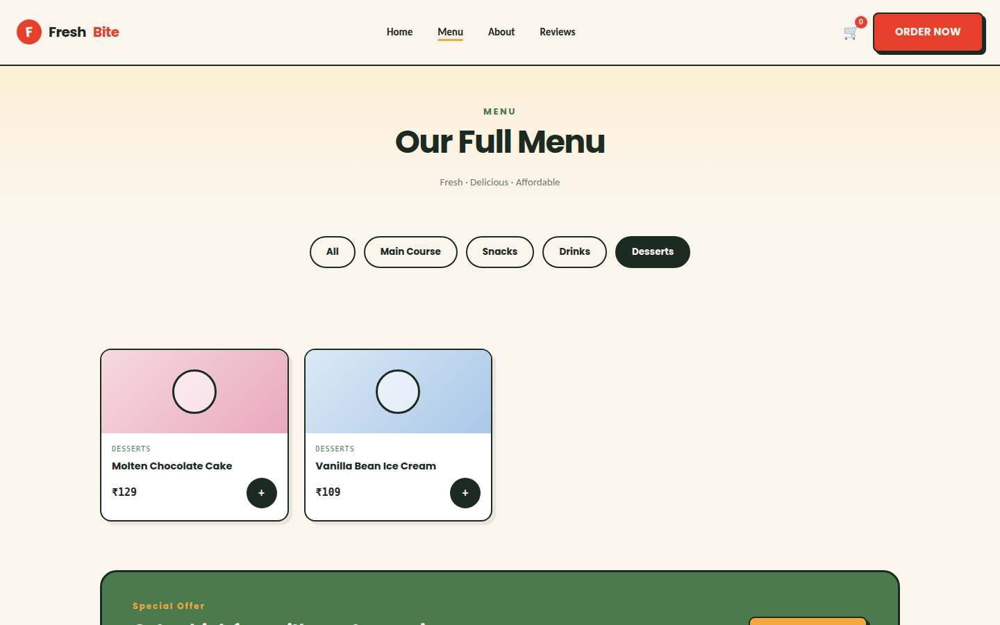 F Fresh Bite
Home Menu About Reviews
🛒 0 ORDER NOW
MENU
Our Full Menu
Fresh · Delicious · Affordable
All Main Course Snacks Drinks Desserts
DESSERTS
Molten Chocolate Cake
₹129 +
DESSERTS
Vanilla Bean Ice Cream
₹109 +
Special Offer